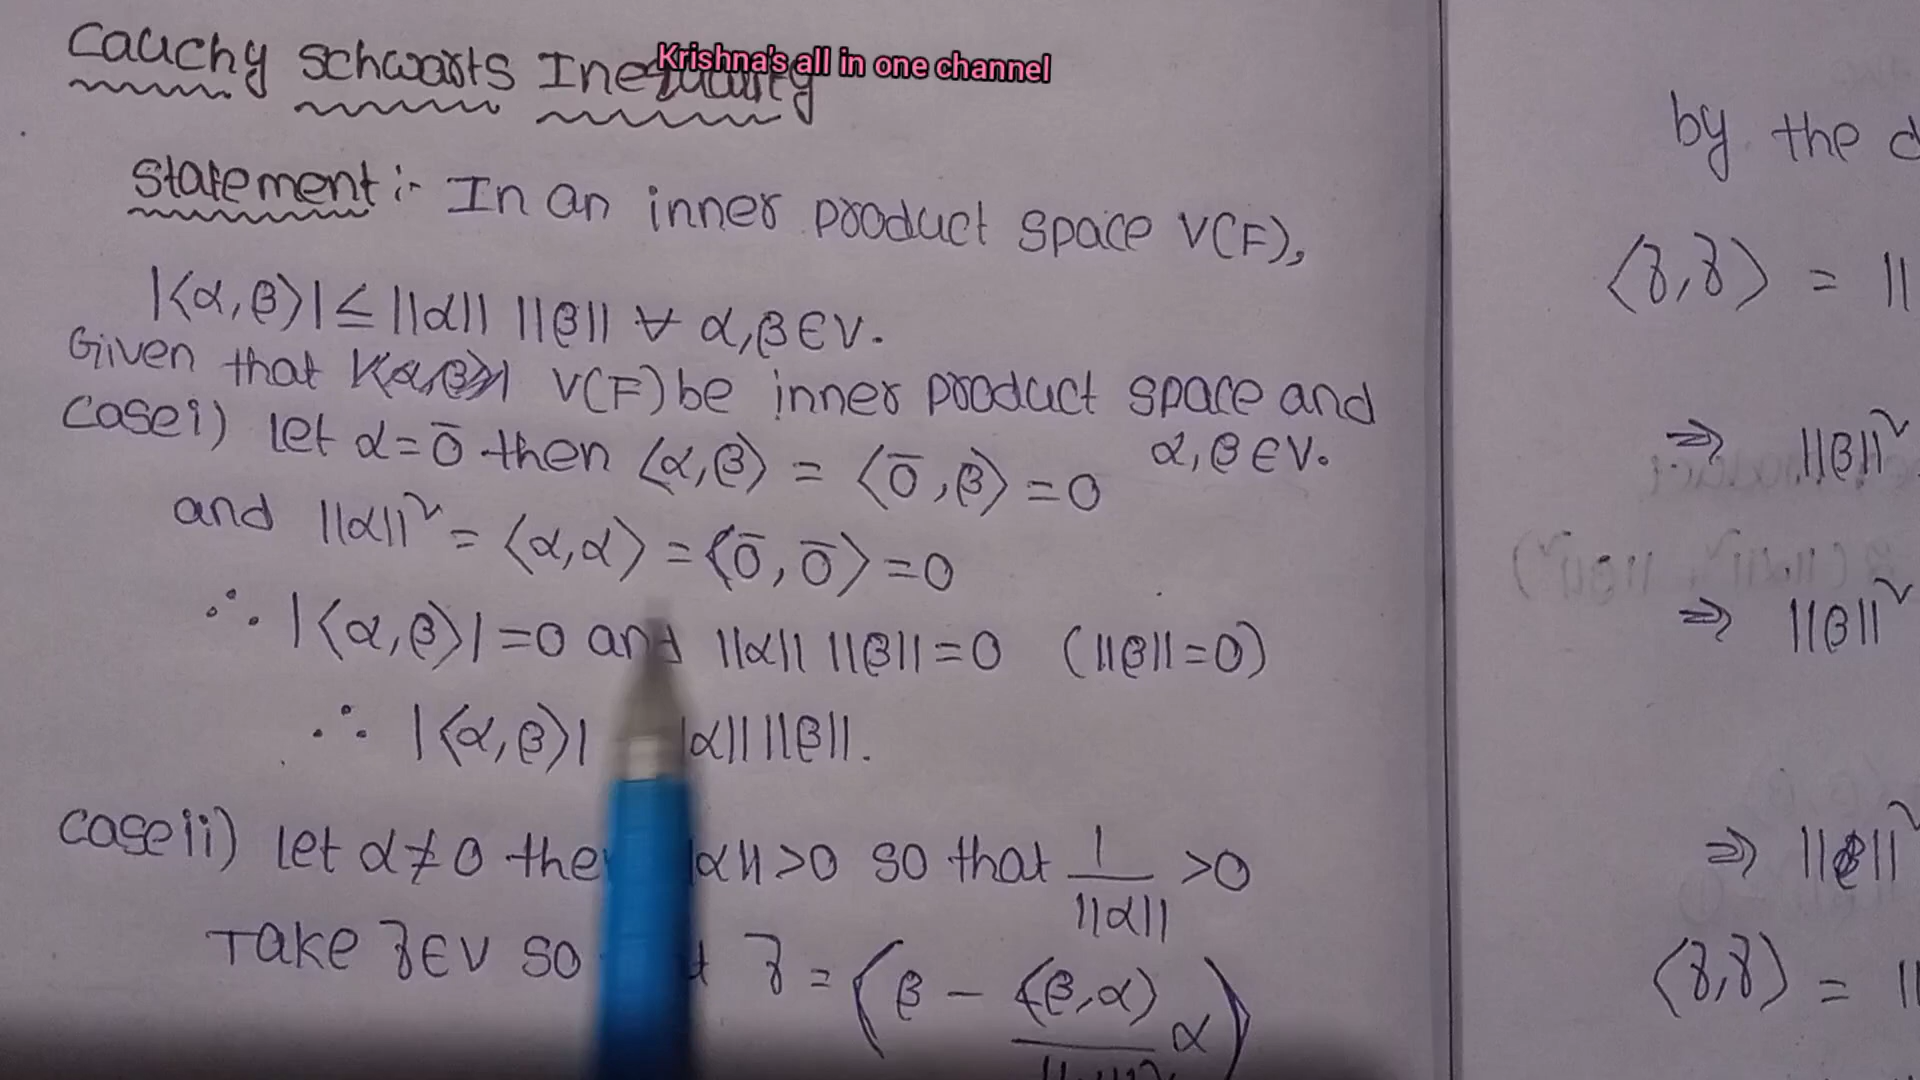 Cauchy Schwarts Inequality
Krishna's all in one channel
Statement :- In an inner product space V(F),
|⟨α,β⟩| ≤ ||α|| ||β|| ∀ α,β∈V.
Given that V(F) be inner product space and
α,β∈V.
case i) Let α=0̄ then ⟨α,β⟩ = ⟨0̄,β⟩ = 0
and ||α||² = ⟨α,α⟩ = ⟨0̄,0̄⟩ = 0
∴ |⟨α,β⟩| = 0 and ||α|| ||β|| = 0 (||β||=0)
∴ |⟨α,β⟩| α|| ||β||.
case ii) Let α≠0 the |α|| >0 so that 1/||α|| >0
Take γ∈V so γ = (β - ⟨β,α⟩ α)
by the
⟨γ,γ⟩ = ||
⇒ ||β||²
⇒ ||β||²
⇒ ||β||²
⟨γ,γ⟩ = |